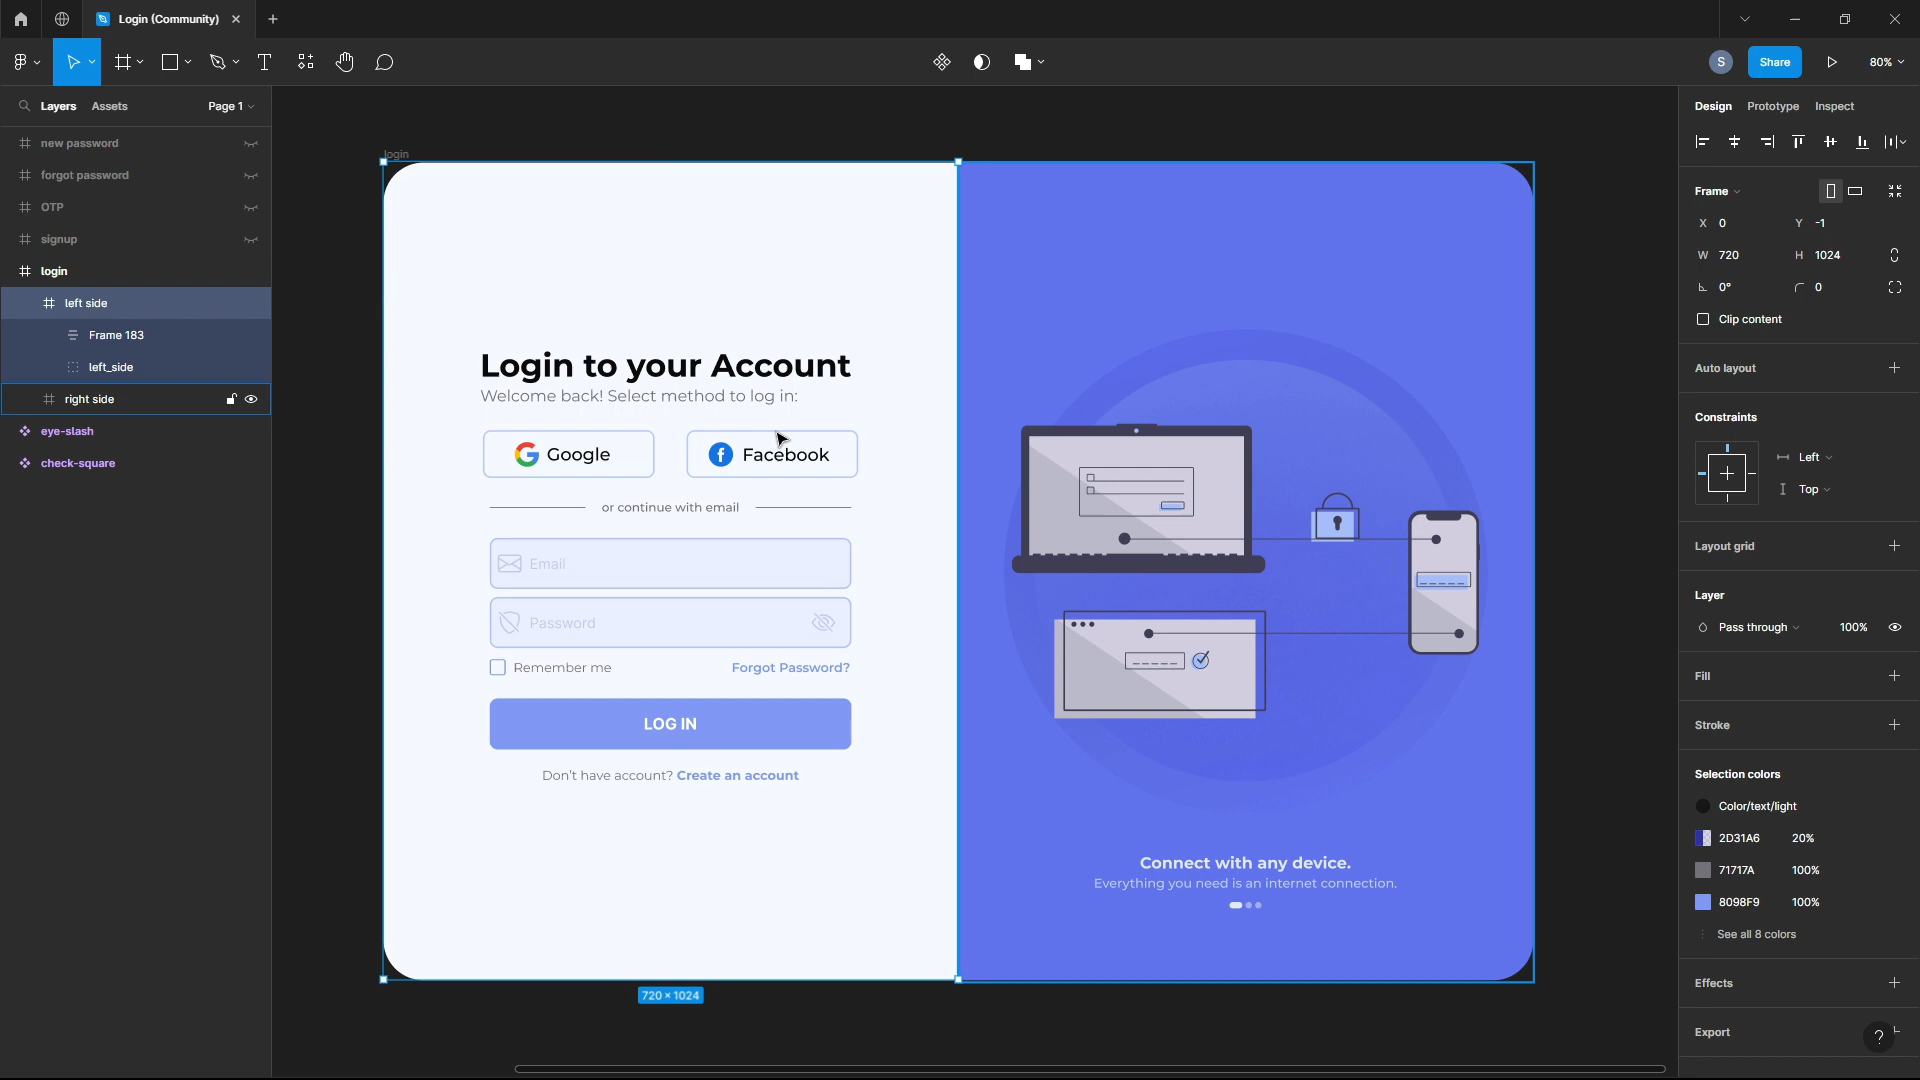 Login (Community)
S
Share
80%
Layers
Assets
Page 1
new password
forgot password
OTP
signup
login
left side
Frame 183
left_side
right side
eye-slash
check-square
login
Login to your Account
Welcome back! Select method to log in:
Google
Facebook
or continue with email
Email
Password
Remember me
Forgot Password?
LOG IN
Don't have account? Create an account
720 × 1024
Connect with any device.
Everything you need is an internet connection.
Design
Prototype
Inspect
Frame
X 0
Y -1
W 720
H 1024
0°
0
Clip content
Auto layout
Constraints
Left
Top
Layout grid
Layer
Pass through
100%
Fill
Stroke
Selection colors
Color/text/light
2D31A6 20%
71717A 100%
8098F9 100%
See all 8 colors
Effects
Export
?